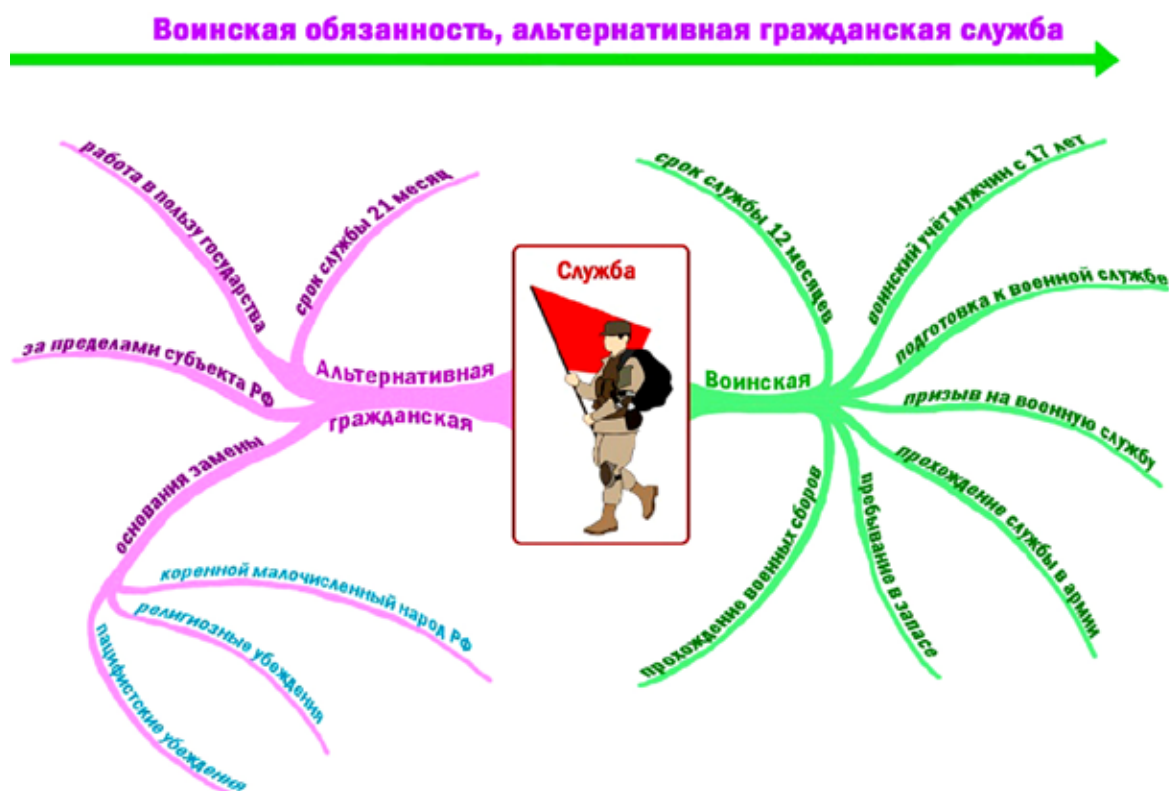 Воинская обязанность, альтернативная гражданская служба
Служба
Альтернативная
гражданская
работа в пользу государства
срок службы 21 месяц
за пределами субъекта РФ
основания замены
коренной малочисленный народ РФ
религиозные убеждения
пацифистские убеждения
Воинская
срок службы 12 месяцев
воинский учёт мужчин с 17 лет
подготовка к военной службе
призыв на военную службу
прохождение службы в армии
пребывание в запасе
прохождение военных сборов